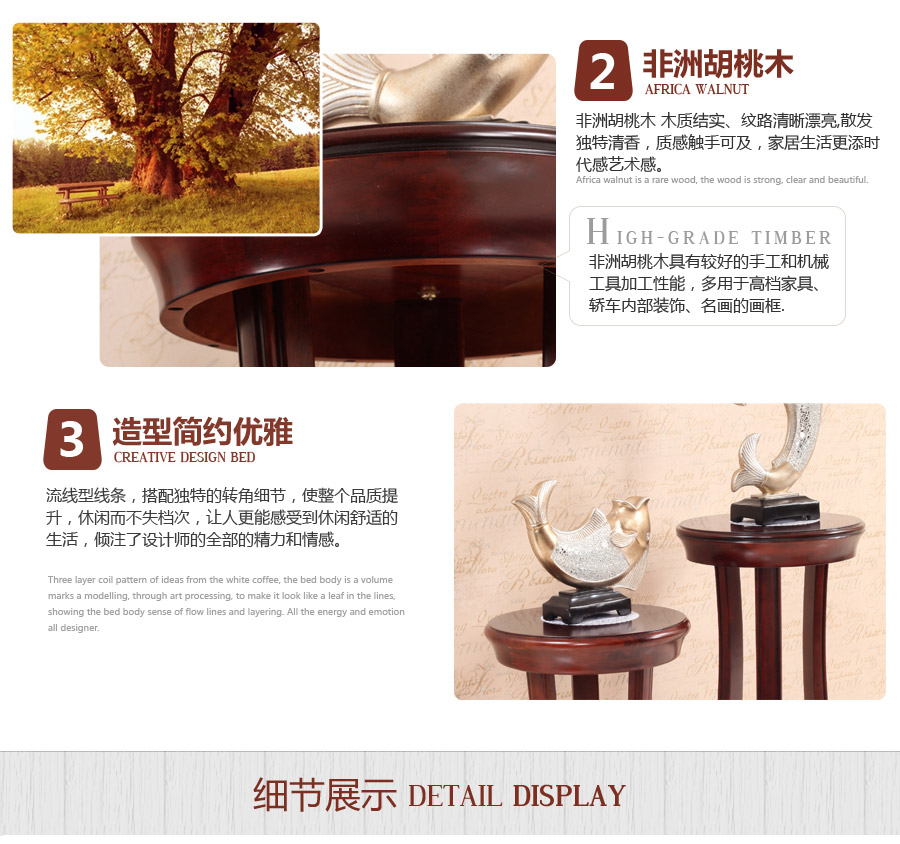 2
非洲胡桃木
AFRICA WALNUT
非洲胡桃木 木质结实、纹路清晰漂亮,散发
独特清香，质感触手可及，家居生活更添时
代感艺术感。
Africa walnut is a rare wood, the wood is strong, clear and beautiful.
HIGH-GRADE TIMBER
非洲胡桃木具有较好的手工和机械
工具加工性能，多用于高档家具、
轿车内部装饰、名画的画框.
3
造型简约优雅
CREATIVE DESIGN BED
流线型线条，搭配独特的转角细节，使整个品质提
升，休闲而不失档次，让人更能感受到休闲舒适的
生活，倾注了设计师的全部的精力和情感。
Three layer coil pattern of ideas from the white coffee, the bed body is a volume
marks a modelling, through art processing, to make it look like a leaf in the lines,
showing the bed body sense of flow lines and layering. All the energy and emotion
all designer.
细节展示 DETAIL DISPLAY